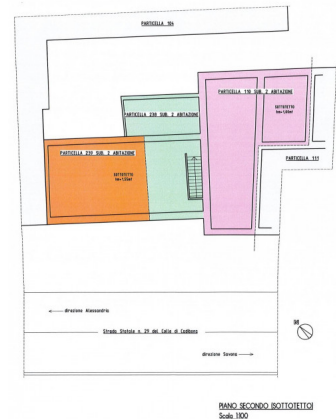 PARTICELLA 104
PARTICELLA 118 SUB. 2 ABITAZIONE
PARTICELLA 238 SUB. 2 ABITAZIONE
SOTTOTETTO
PARTICELLA 239 SUB. 2 ABITAZIONE
PARTICELLA 111
SOTTOTETTO
direzione Alessandria
Strada Statale n. 29 del Colle di Cadibona
direzione Savona
PIANO SECONDO (SOTTOTETTO)
Scala 1:100